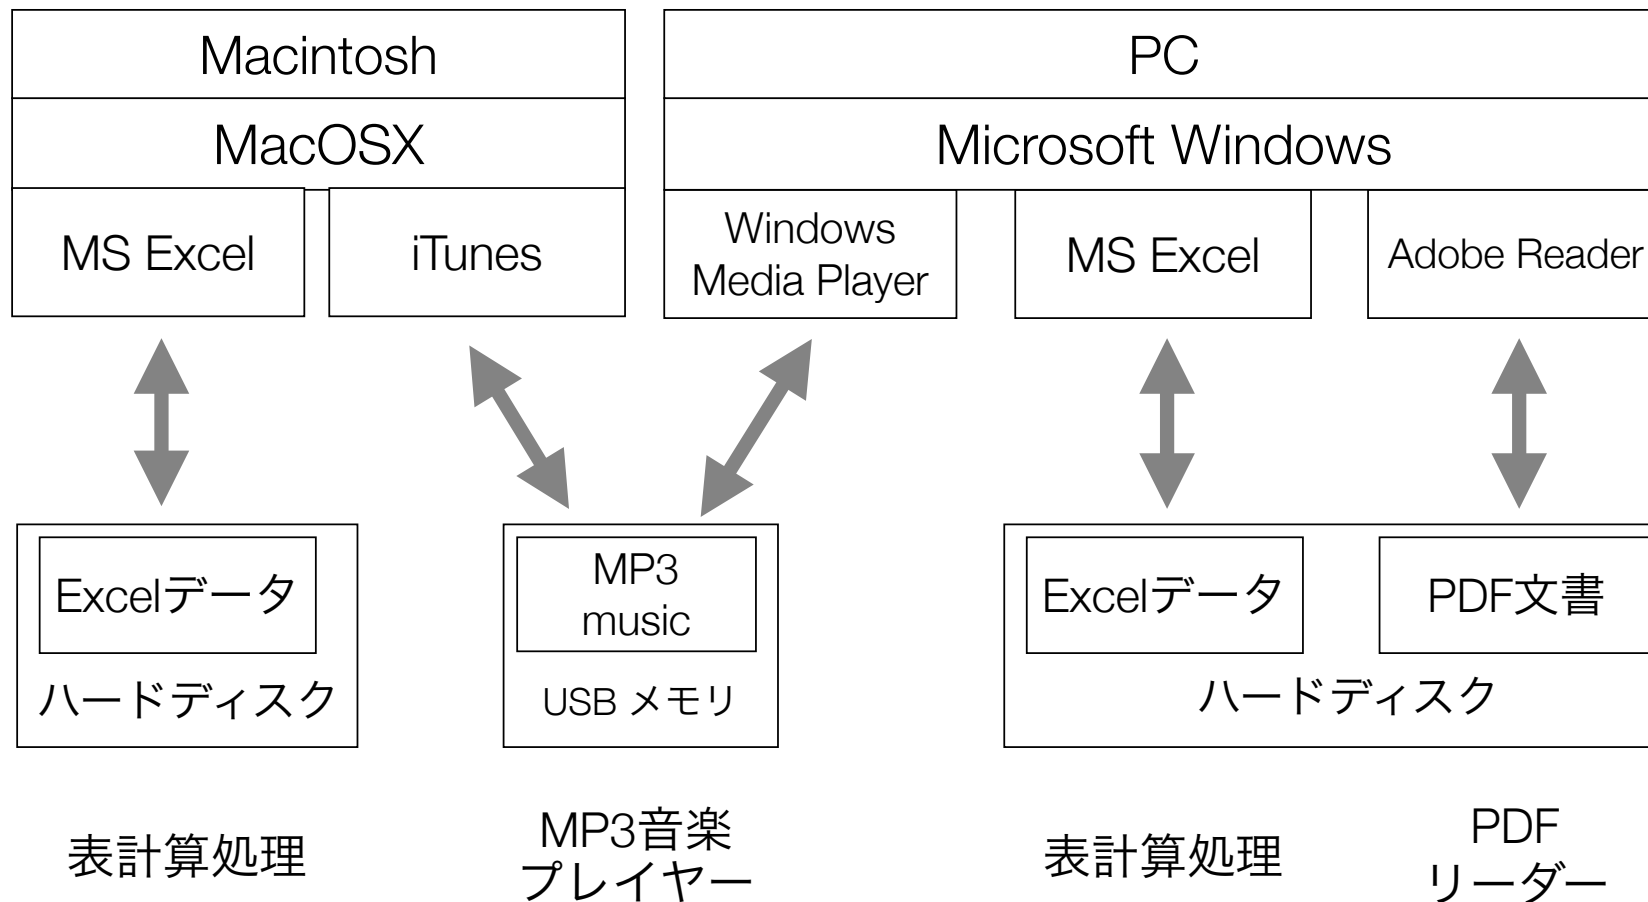 Macintosh
PC
MacOSX
Microsoft Windows
MS Excel
iTunes
Windows
Media Player
MS Excel
Adobe Reader
Excelデータ
MP3
music
Excelデータ
PDF文書
ハードディスク
USB メモリ
ハードディスク
表計算処理
MP3音楽
プレイヤー
表計算処理
PDF
リーダー